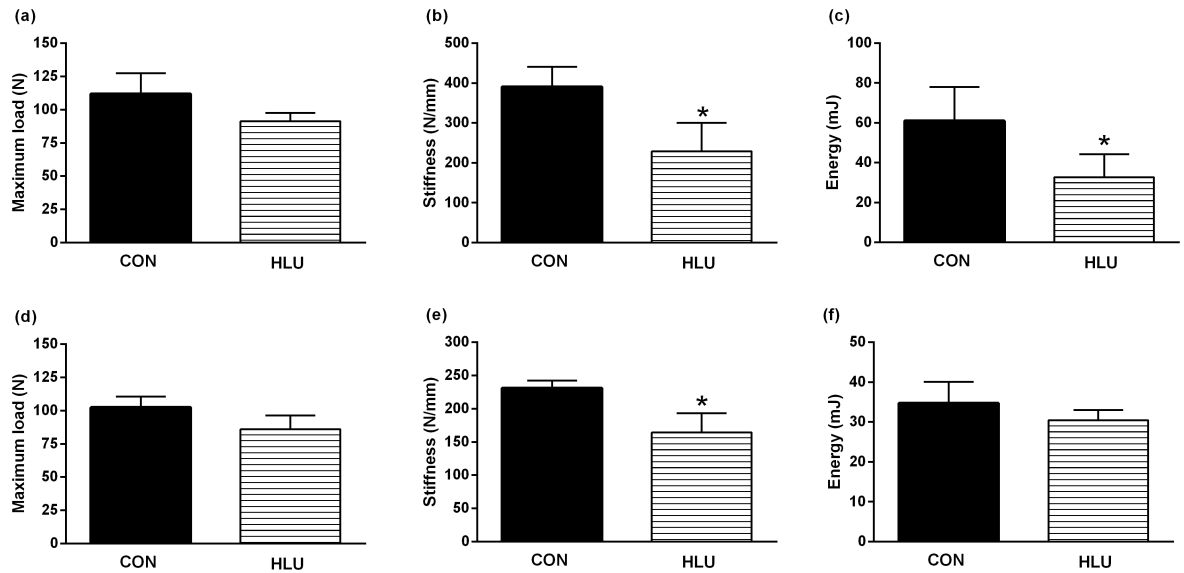 (a)
Maximum load (N)
150
125
100
75
50
25
0
CON
HLU
(b)
Stiffness (N/mm)
500
400
300
200
100
0
*
CON
HLU
(c)
Energy (mJ)
100
80
60
40
20
0
*
CON
HLU
(d)
Maximum load (N)
150
125
100
75
50
25
0
CON
HLU
(e)
Stiffness (N/mm)
300
250
200
150
100
50
0
*
CON
HLU
(f)
Energy (mJ)
50
40
30
20
10
0
CON
HLU